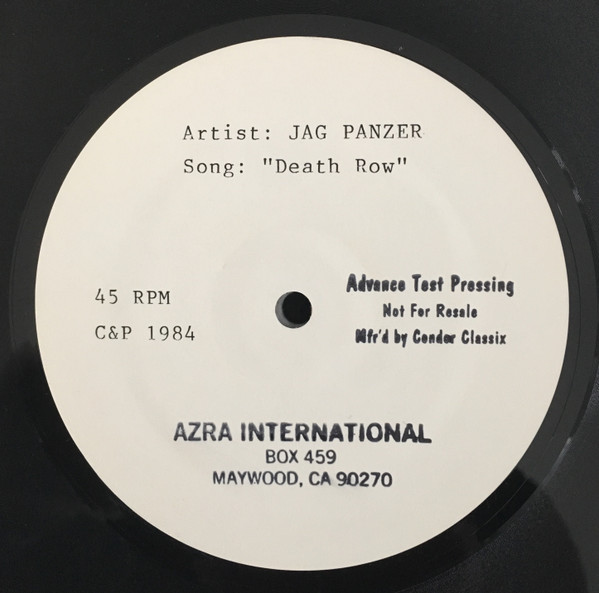 Artist: JAG PANZER
Song: "Death Row"
45 RPM
C&P 1984
Advance Test Pressing
Not For Resale
Mfr'd by Condor Classix
AZRA INTERNATIONAL
BOX 459
MAYWOOD, CA 90270